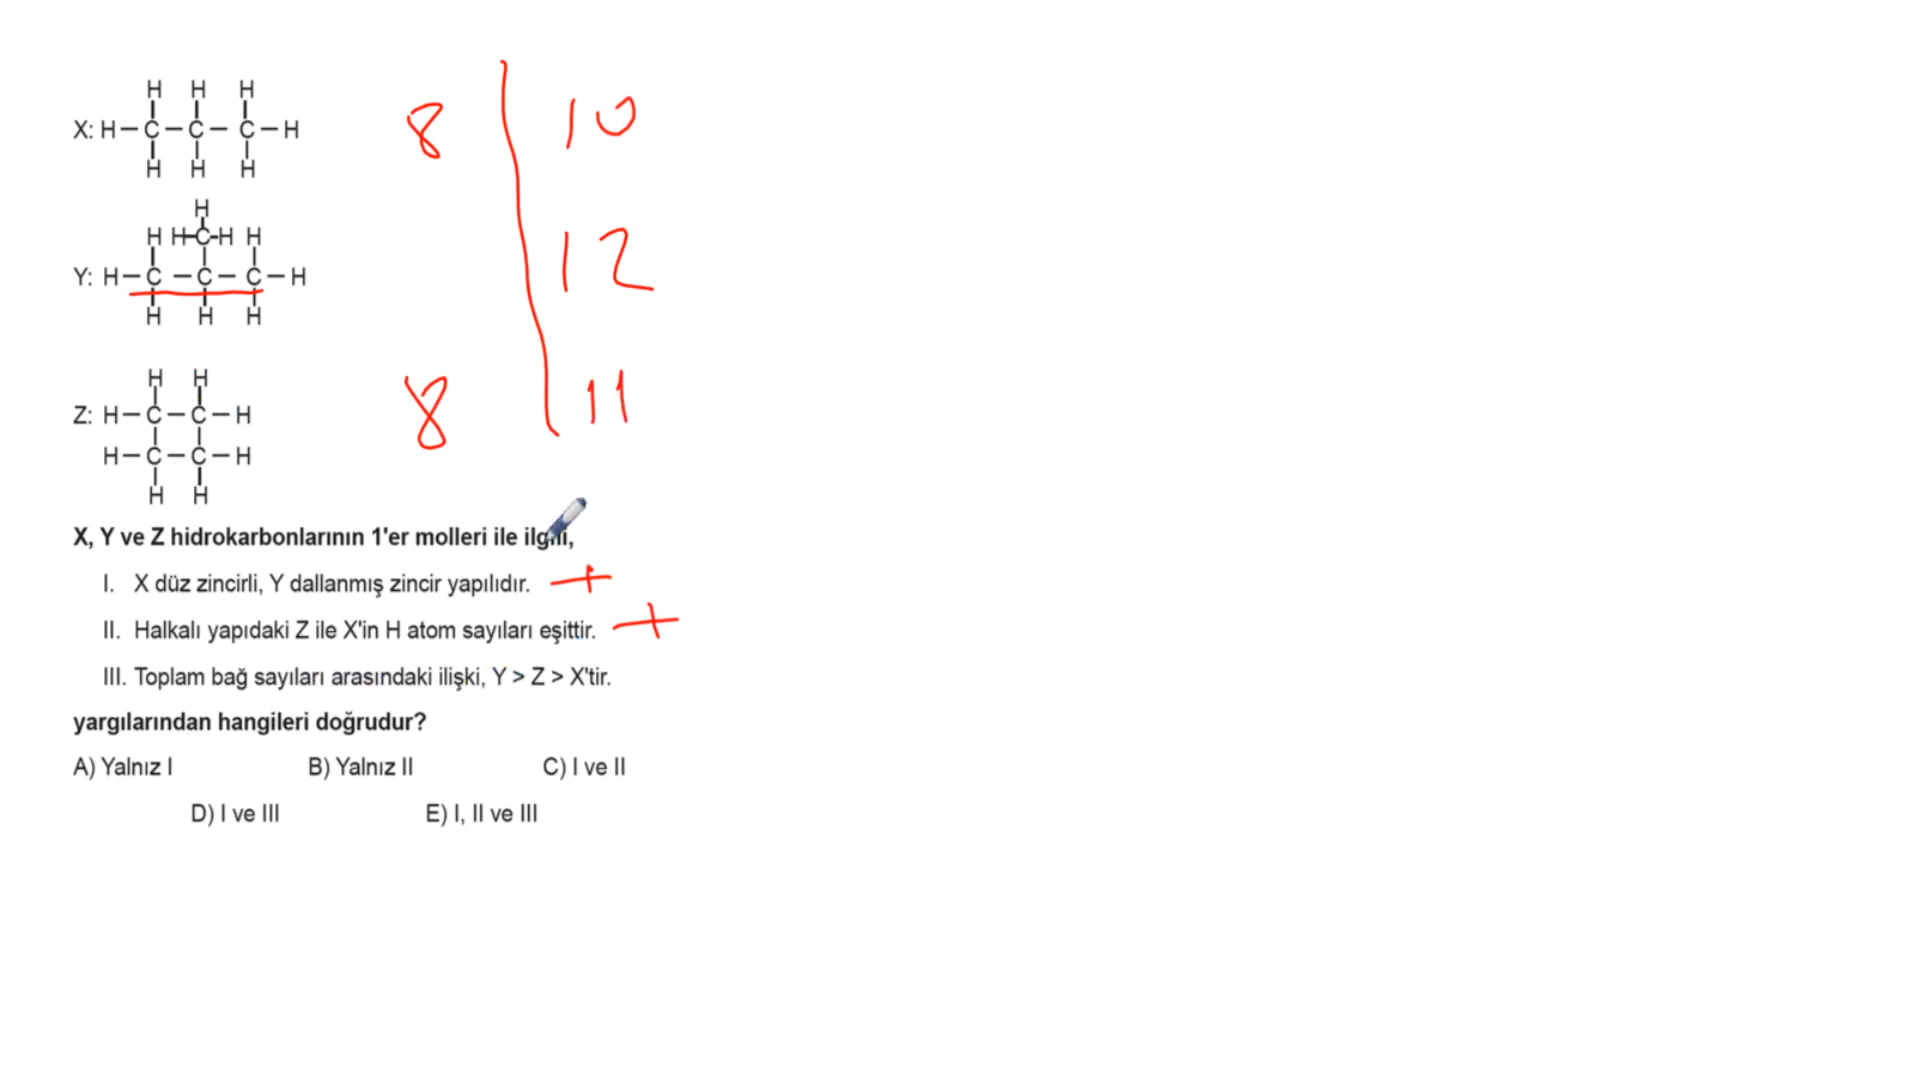 H H H
X: H—C—C—C—H 8 10
H H H
H
H H—C—H H
Y: H—C—C—C—H 12
H H H
H H
Z: H—C—C—H 8 11
H—C—C—H
H H
X, Y ve Z hidrokarbonlarının 1'er molleri ile ilgili,
I. X düz zincirli, Y dallanmış zincir yapılıdır. +
II. Halkalı yapıdaki Z ile X'in H atom sayıları eşittir. +
III. Toplam bağ sayıları arasındaki ilişki, Y > Z > X'tir.
yargılarından hangileri doğrudur?
A) Yalnız I B) Yalnız II C) I ve II
D) I ve III E) I, II ve III